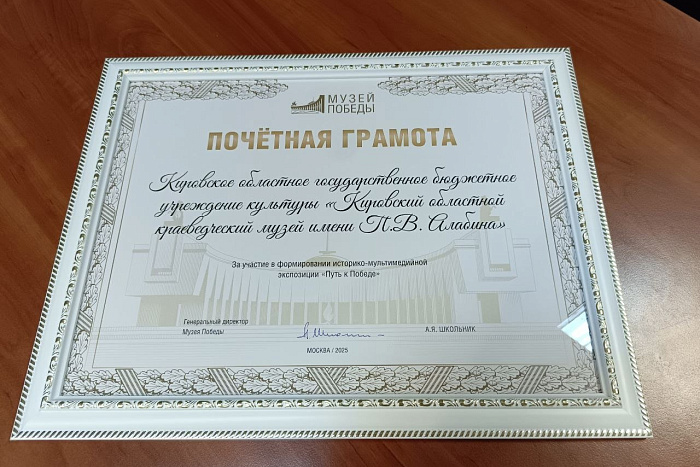 МУЗЕЙ
ПОБЕДЫ
ПОЧЁТНАЯ ГРАМОТА
Кировское областное государственное бюджетное
учреждение культуры «Кировский областной
краеведческий музей имени П.В. Алабина»
За участие в формировании историко-мультимедийной
экспозиции «Путь к Победе»
Генеральный директор
Музея Победы
А.Я. ШКОЛЬНИК
МОСКВА / 2025